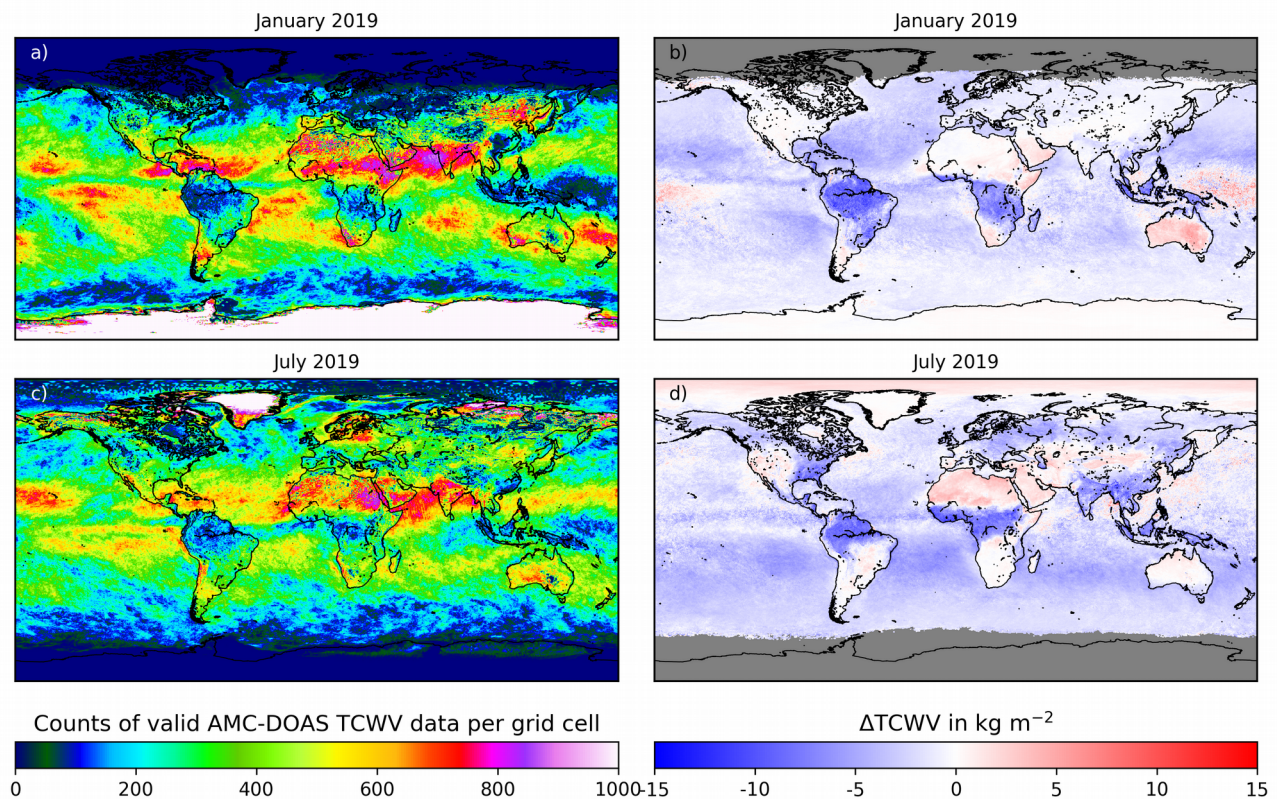 January 2019
January 2019
a)
b)
July 2019
July 2019
c)
d)
Counts of valid AMC-DOAS TCWV data per grid cell
ΔTCWV in kg m⁻²
0 200 400 600 800 1000
-15 -10 -5 0 5 10 15